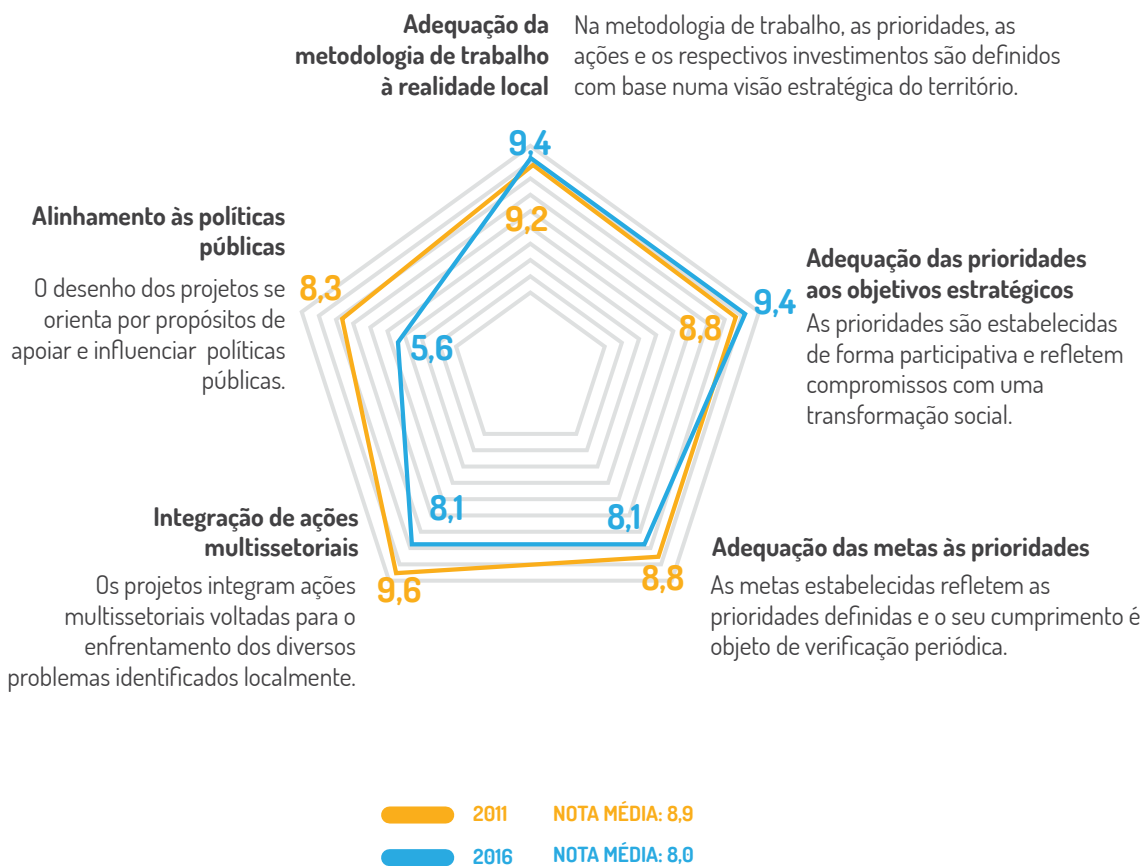 Adequação da
metodologia de trabalho
à realidade local
Na metodologia de trabalho, as prioridades, as
ações e os respectivos investimentos são definidos
com base numa visão estratégica do território.
9,4
9,2
Alinhamento às políticas
públicas
O desenho dos projetos se
orienta por propósitos de
apoiar e influenciar políticas
públicas.
8,3
5,6
Adequação das prioridades
aos objetivos estratégicos
As prioridades são estabelecidas
de forma participativa e refletem
compromissos com uma
transformação social.
9,4
8,8
Integração de ações
multissetoriais
Os projetos integram ações
multissetoriais voltadas para o
enfrentamento dos diversos
problemas identificados localmente.
8,1
9,6
8,1
8,8
Adequação das metas às prioridades
As metas estabelecidas refletem as
prioridades definidas e o seu cumprimento é
objeto de verificação periódica.
2011 NOTA MÉDIA: 8,9
2016 NOTA MÉDIA: 8,0